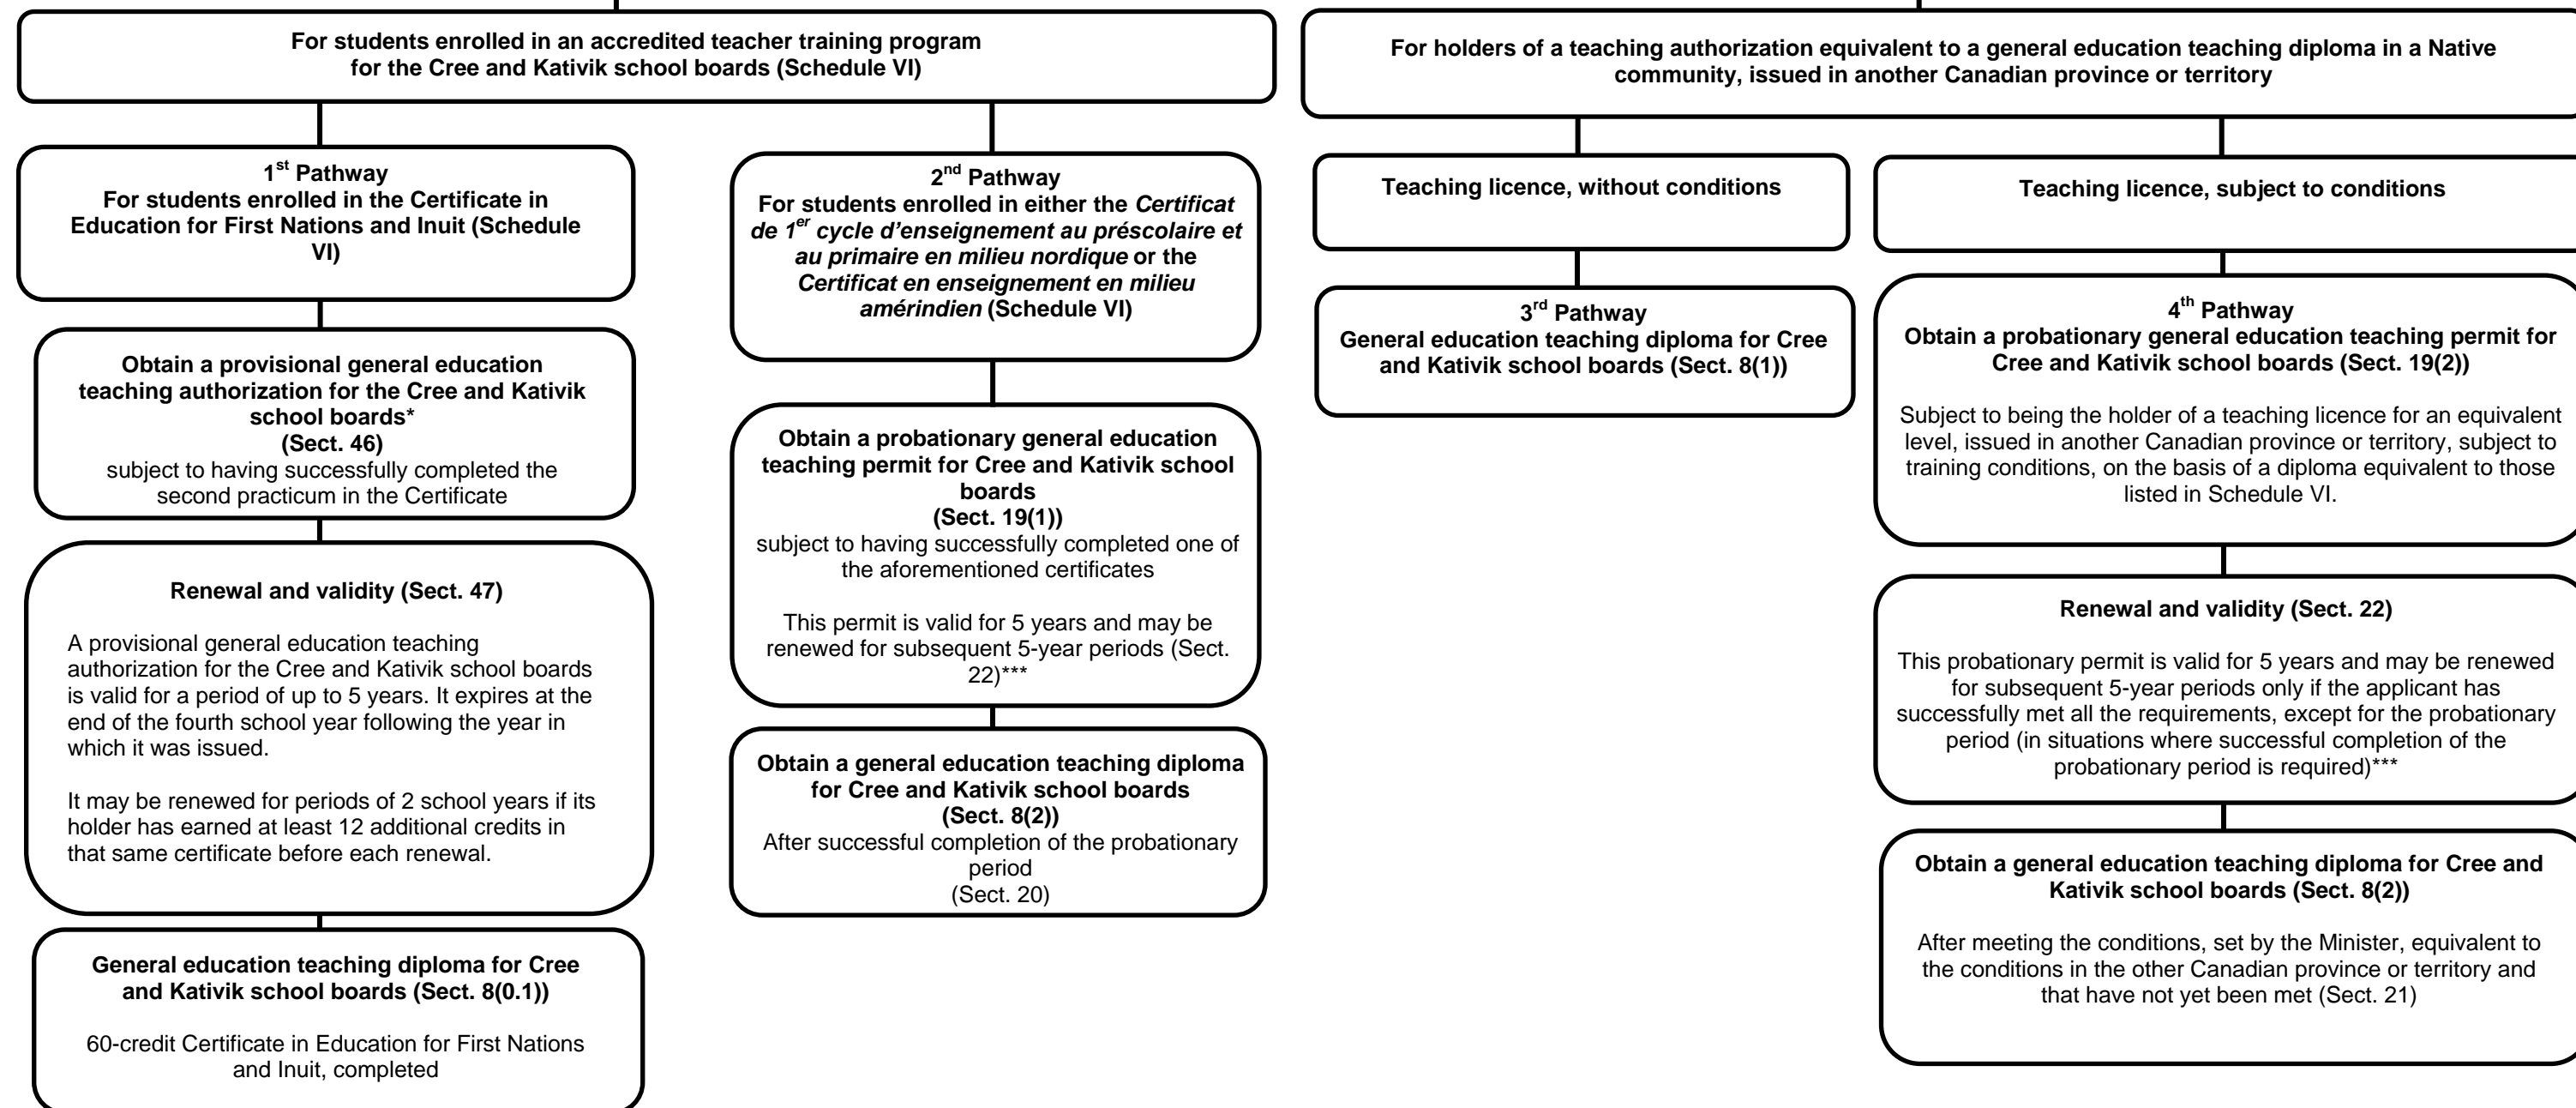 For students enrolled in an accredited teacher training program
for the Cree and Kativik school boards (Schedule VI)
1st Pathway
For students enrolled in the Certificate in
Education for First Nations and Inuit (Schedule
VI)
Obtain a provisional general education
teaching authorization for the Cree and Kativik
school boards*
(Sect. 46)
subject to having successfully completed the
second practicum in the Certificate
Renewal and validity (Sect. 47)
A provisional general education teaching
authorization for the Cree and Kativik school boards
is valid for a period of up to 5 years. It expires at the
end of the fourth school year following the year in
which it was issued.
It may be renewed for periods of 2 school years if its
holder has earned at least 12 additional credits in
that same certificate before each renewal.
General education teaching diploma for Cree
and Kativik school boards (Sect. 8(0.1))
60-credit Certificate in Education for First Nations
and Inuit, completed
2nd Pathway
For students enrolled in either the Certificat
de 1er cycle d'enseignement au préscolaire et
au primaire en milieu nordique or the
Certificat en enseignement en milieu
amérindien (Schedule VI)
Obtain a probationary general education
teaching permit for Cree and Kativik school
boards
(Sect. 19(1))
subject to having successfully completed one of
the aforementioned certificates
This permit is valid for 5 years and may be
renewed for subsequent 5-year periods (Sect.
22)***
Obtain a general education teaching diploma
for Cree and Kativik school boards
(Sect. 8(2))
After successful completion of the probationary
period
(Sect. 20)
For holders of a teaching authorization equivalent to a general education teaching diploma in a Native
community, issued in another Canadian province or territory
Teaching licence, without conditions
3rd Pathway
General education teaching diploma for Cree
and Kativik school boards (Sect. 8(1))
Teaching licence, subject to conditions
4th Pathway
Obtain a probationary general education teaching permit for
Cree and Kativik school boards (Sect. 19(2))
Subject to being the holder of a teaching licence for an equivalent
level, issued in another Canadian province or territory, subject to
training conditions, on the basis of a diploma equivalent to those
listed in Schedule VI.
Renewal and validity (Sect. 22)
This probationary permit is valid for 5 years and may be renewed
for subsequent 5-year periods only if the applicant has
successfully met all the requirements, except for the probationary
period (in situations where successful completion of the
probationary period is required)***
Obtain a general education teaching diploma for Cree and
Kativik school boards (Sect. 8(2))
After meeting the conditions, set by the Minister, equivalent to
the conditions in the other Canadian province or territory and
that have not yet been met (Sect. 21)